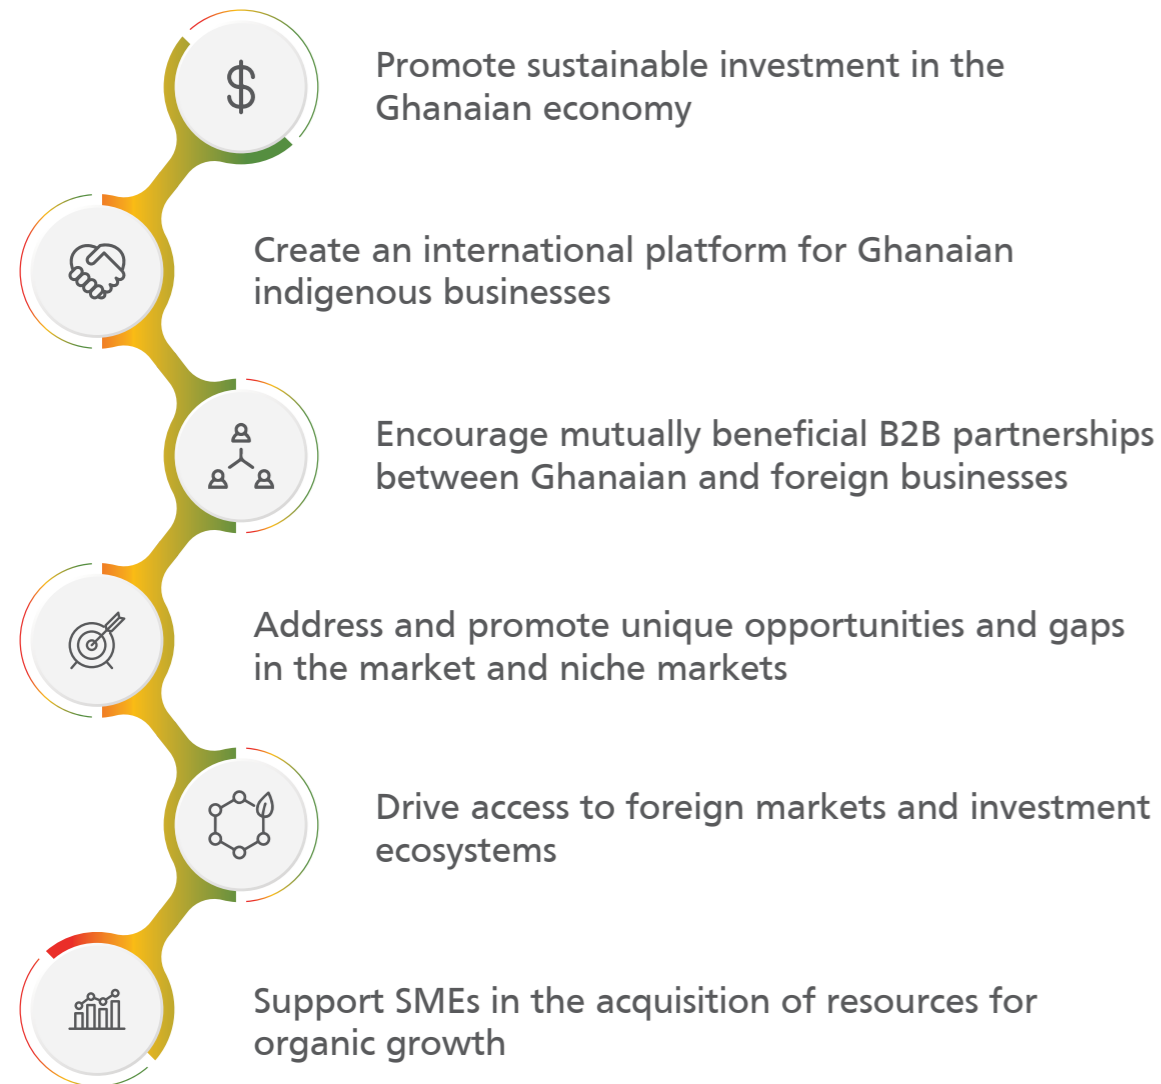 $
Promote sustainable investment in the
Ghanaian economy
Create an international platform for Ghanaian
indigenous businesses
Encourage mutually beneficial B2B partnerships
between Ghanaian and foreign businesses
Address and promote unique opportunities and gaps
in the market and niche markets
Drive access to foreign markets and investment
ecosystems
Support SMEs in the acquisition of resources for
organic growth